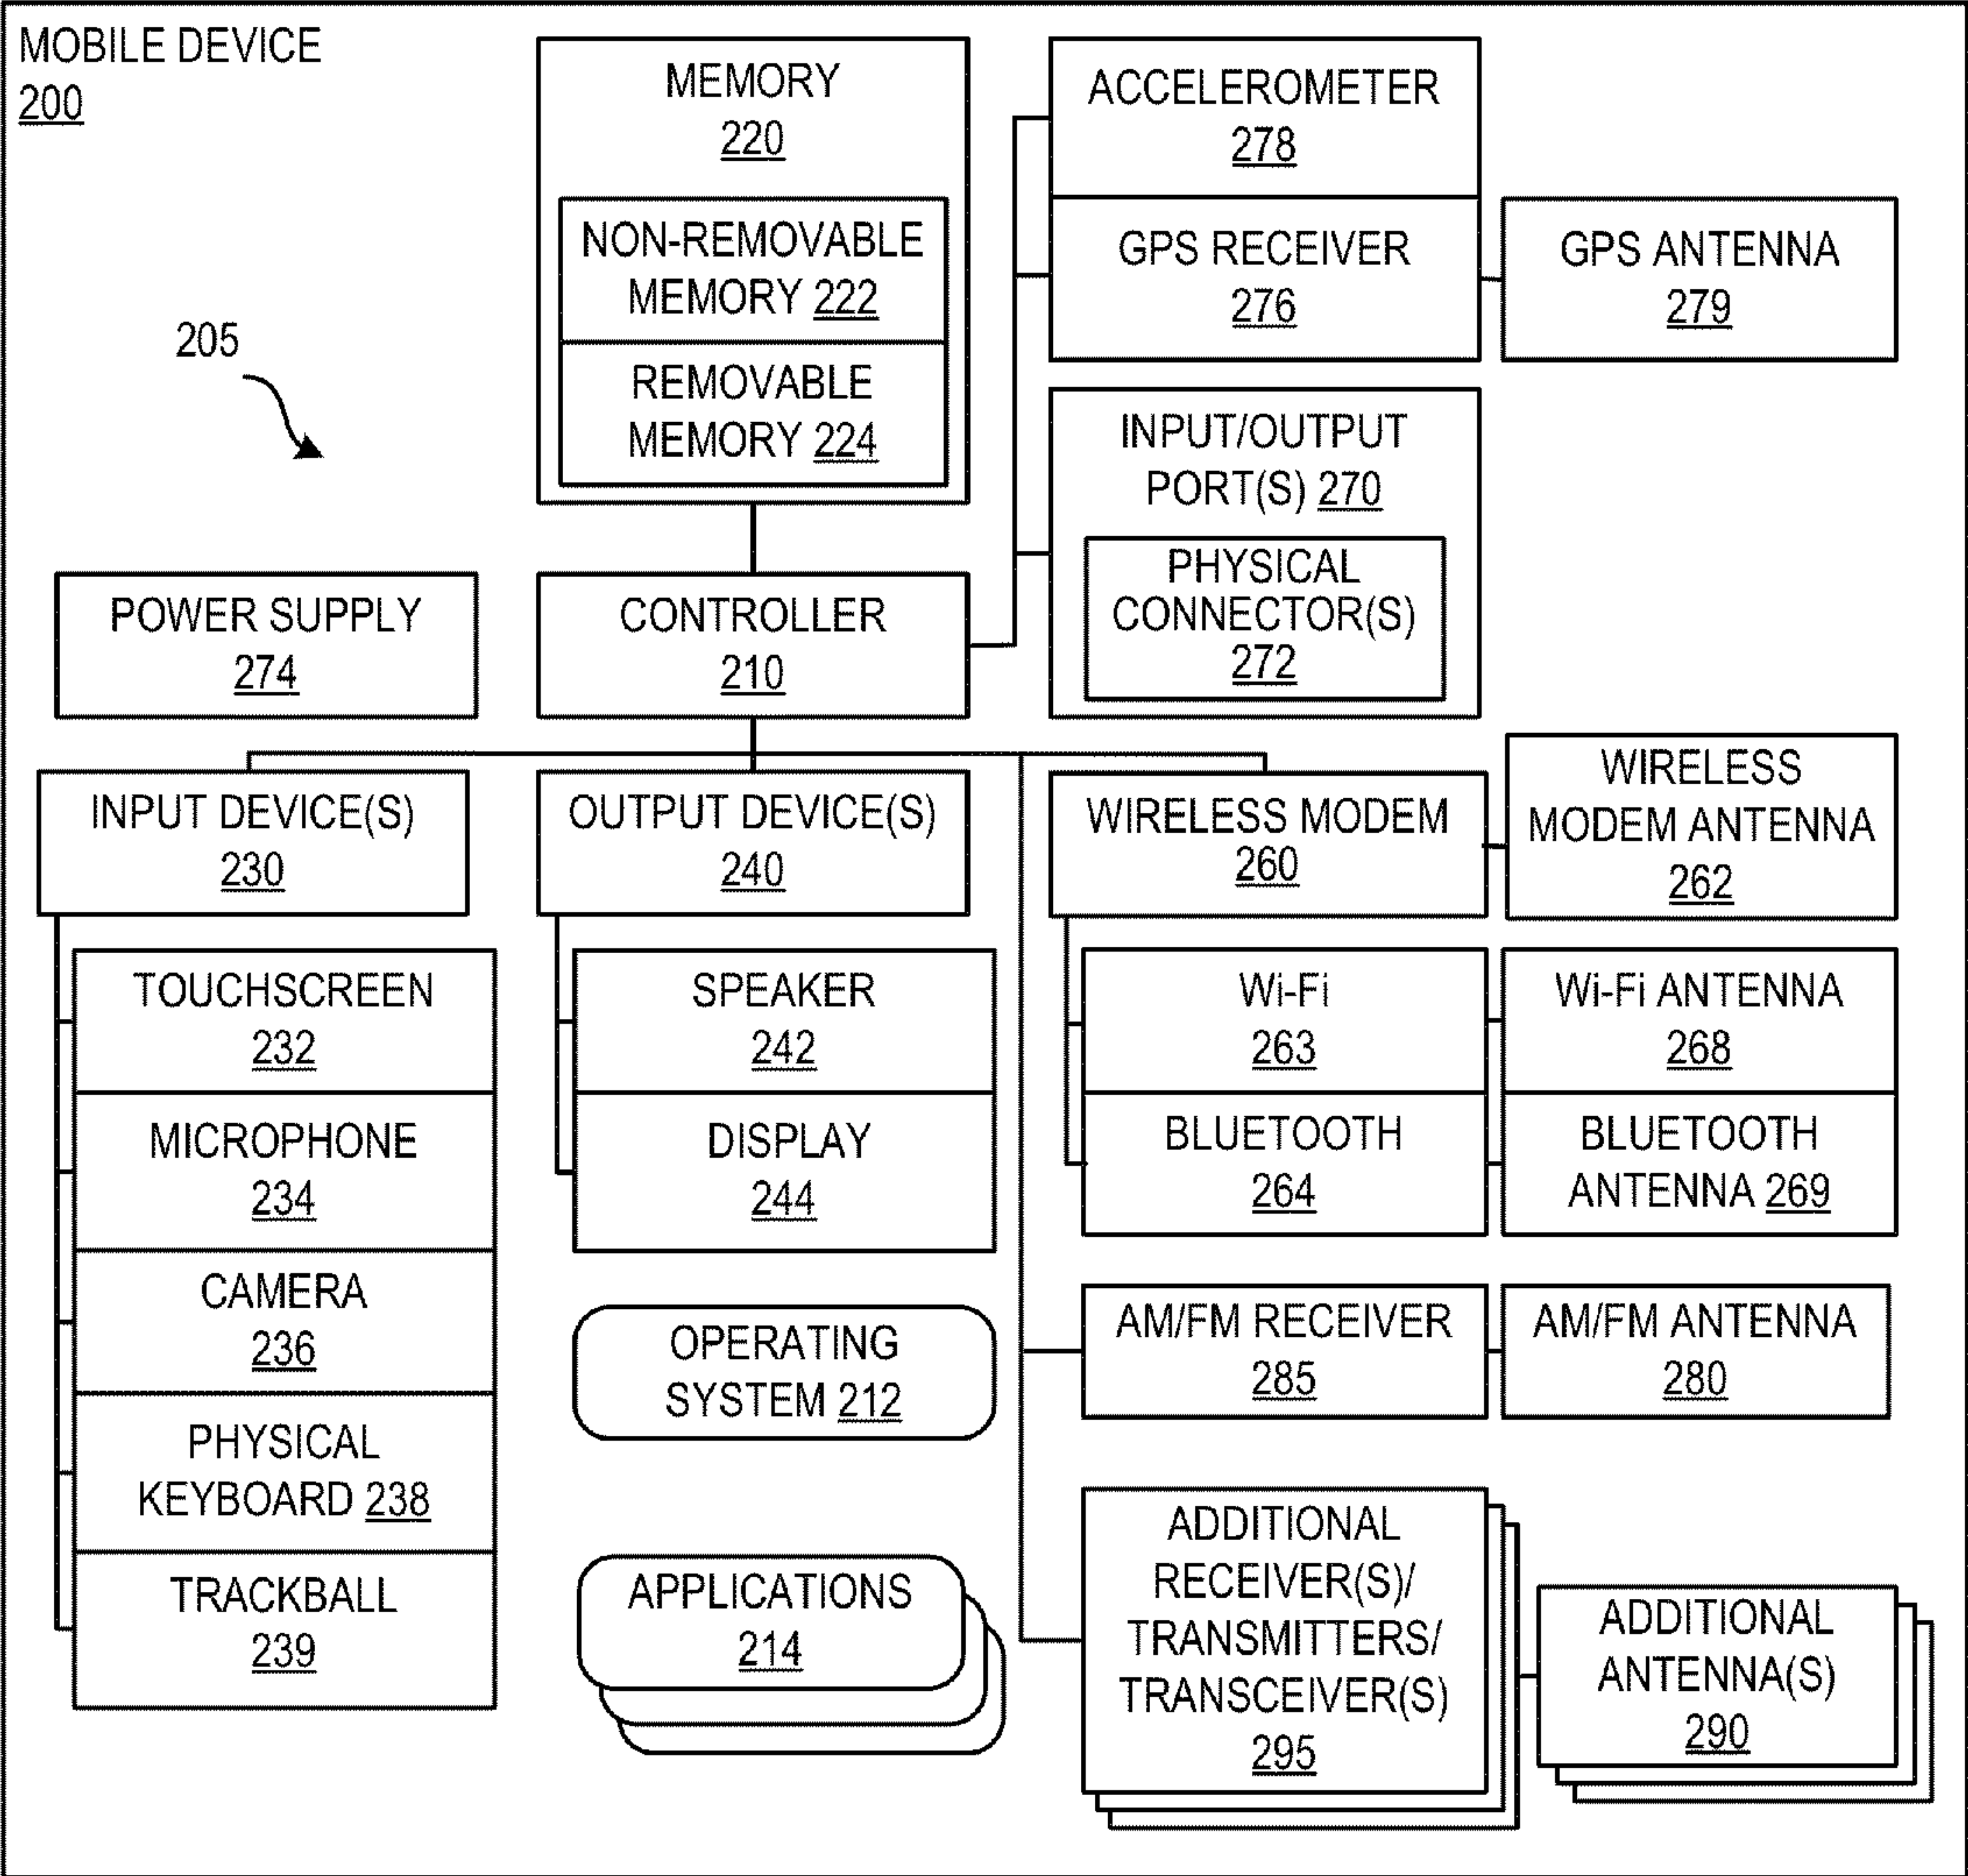 MOBILE DEVICE
200
205
MEMORY
220
NON-REMOVABLE
MEMORY 222
REMOVABLE
MEMORY 224
ACCELEROMETER
278
GPS RECEIVER
276
GPS ANTENNA
279
INPUT/OUTPUT
PORT(S) 270
PHYSICAL
CONNECTOR(S)
272
POWER SUPPLY
274
CONTROLLER
210
INPUT DEVICE(S)
230
TOUCHSCREEN
232
MICROPHONE
234
CAMERA
236
PHYSICAL
KEYBOARD 238
TRACKBALL
239
OUTPUT DEVICE(S)
240
SPEAKER
242
DISPLAY
244
OPERATING
SYSTEM 212
APPLICATIONS
214
WIRELESS MODEM
260
WIRELESS
MODEM ANTENNA
262
Wi-Fi
263
Wi-Fi ANTENNA
268
BLUETOOTH
264
BLUETOOTH
ANTENNA 269
AM/FM RECEIVER
285
AM/FM ANTENNA
280
ADDITIONAL
RECEIVER(S)/
TRANSMITTERS/
TRANSCEIVER(S)
295
ADDITIONAL
ANTENNA(S)
290